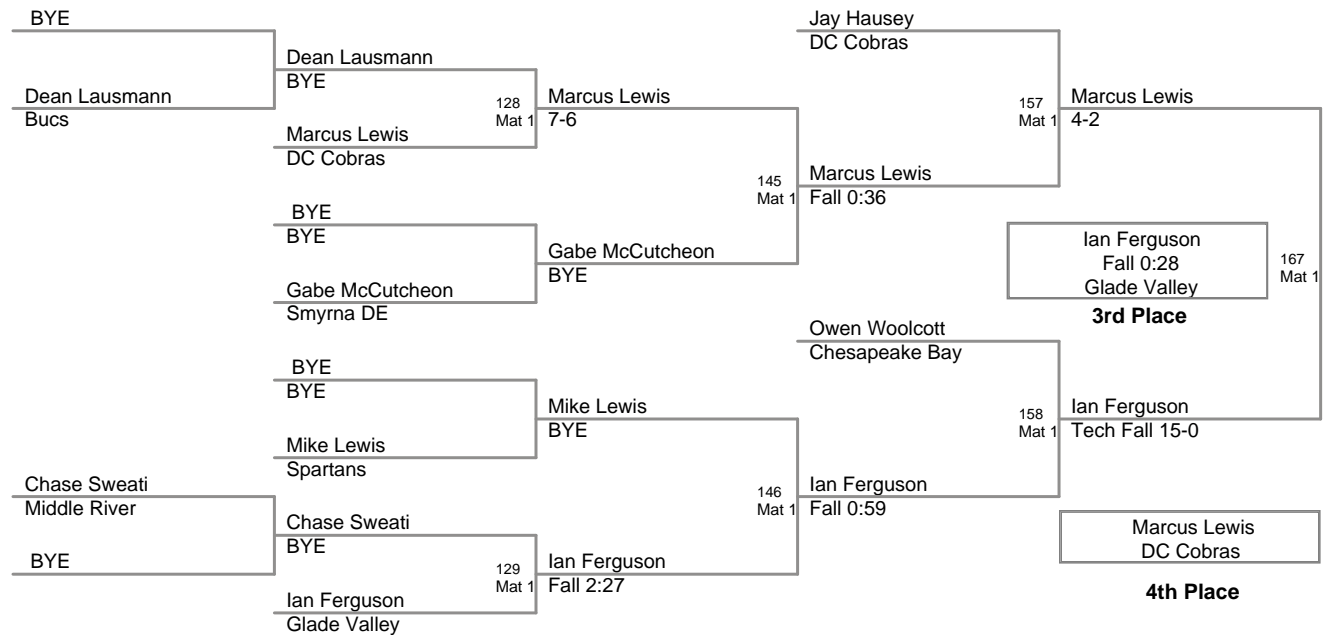 BYE
Dean Lausmann
Bucs
Chase Sweati
Middle River
BYE
Dean Lausmann
BYE
Marcus Lewis
DC Cobras
BYE
BYE
Gabe McCutcheon
Smyrna DE
BYE
BYE
Mike Lewis
Spartans
Chase Sweati
BYE
Ian Ferguson
Glade Valley
128
Mat 1
Marcus Lewis
7-6
Gabe McCutcheon
BYE
Mike Lewis
BYE
129
Mat 1
Ian Ferguson
Fall 2:27
Jay Hausey
DC Cobras
145
Mat 1
Marcus Lewis
Fall 0:36
Owen Woolcott
Chesapeake Bay
146
Mat 1
Ian Ferguson
Fall 0:59
157
Mat 1
Marcus Lewis
4-2
158
Mat 1
Ian Ferguson
Tech Fall 15-0
Ian Ferguson
Fall 0:28
Glade Valley
167
Mat 1
3rd Place
Marcus Lewis
DC Cobras
4th Place